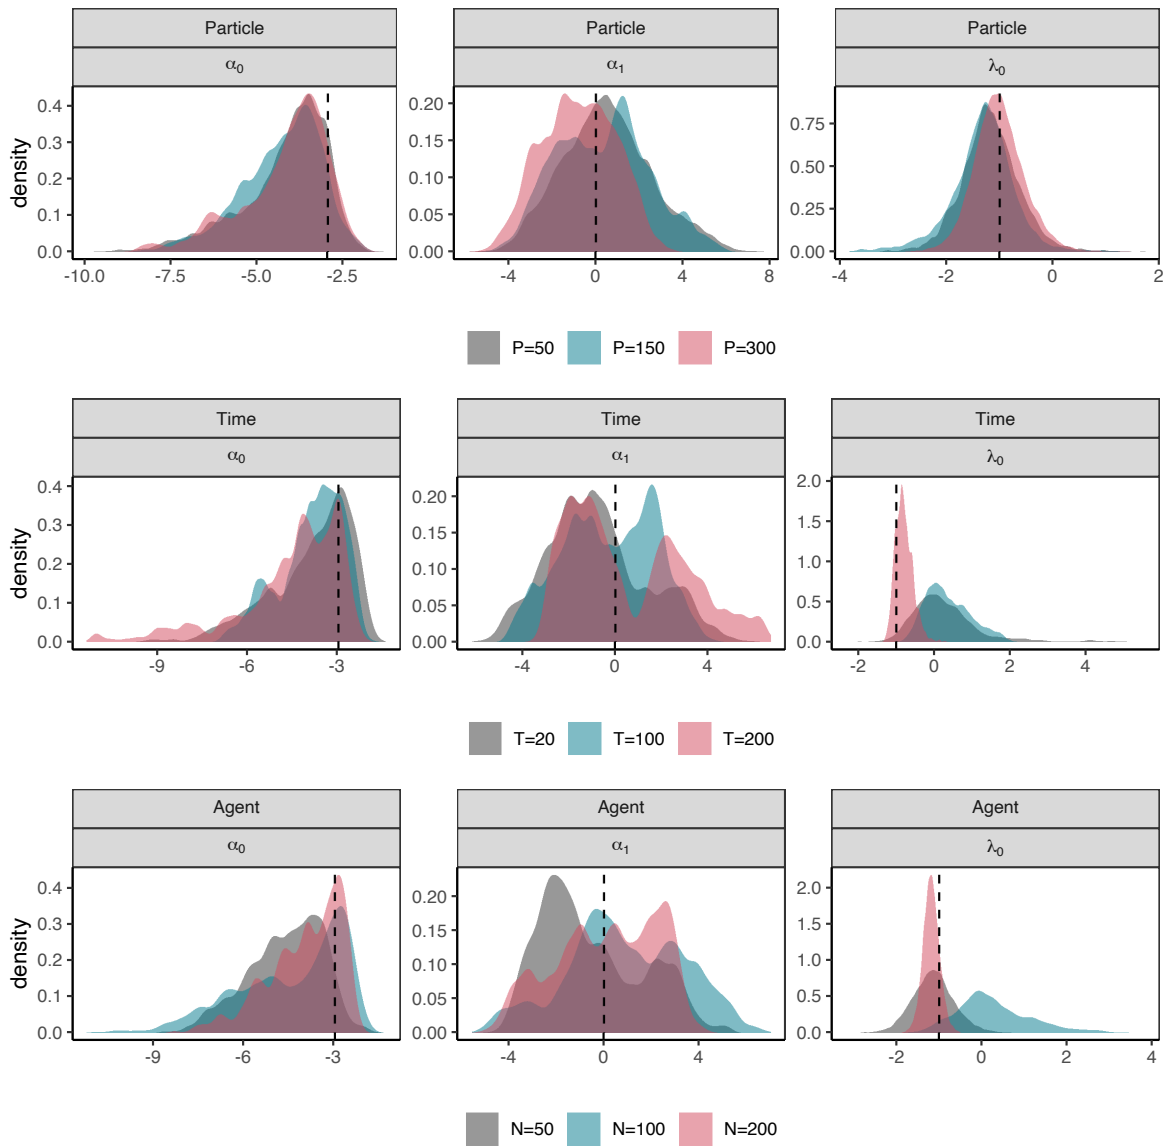 Particle Particle Particle
α0 α1 λ0
density
0.4 0.3 0.2 0.1 0.0
0.20 0.15 0.10 0.05 0.00
0.75 0.50 0.25 0.00
-10.0 -7.5 -5.0 -2.5
-4 0 4 8
-4 -2 0 2
P=50 P=150 P=300
Time Time Time
α0 α1 λ0
density
0.4 0.3 0.2 0.1 0.0
0.20 0.15 0.10 0.05 0.00
2.0 1.5 1.0 0.5 0.0
-9 -6 -3
-4 0 4
-2 0 2 4
T=20 T=100 T=200
Agent Agent Agent
α0 α1 λ0
density
0.4 0.3 0.2 0.1 0.0
0.20 0.15 0.10 0.05 0.00
2.0 1.5 1.0 0.5 0.0
-9 -6 -3
-4 0 4
-2 0 2 4
N=50 N=100 N=200